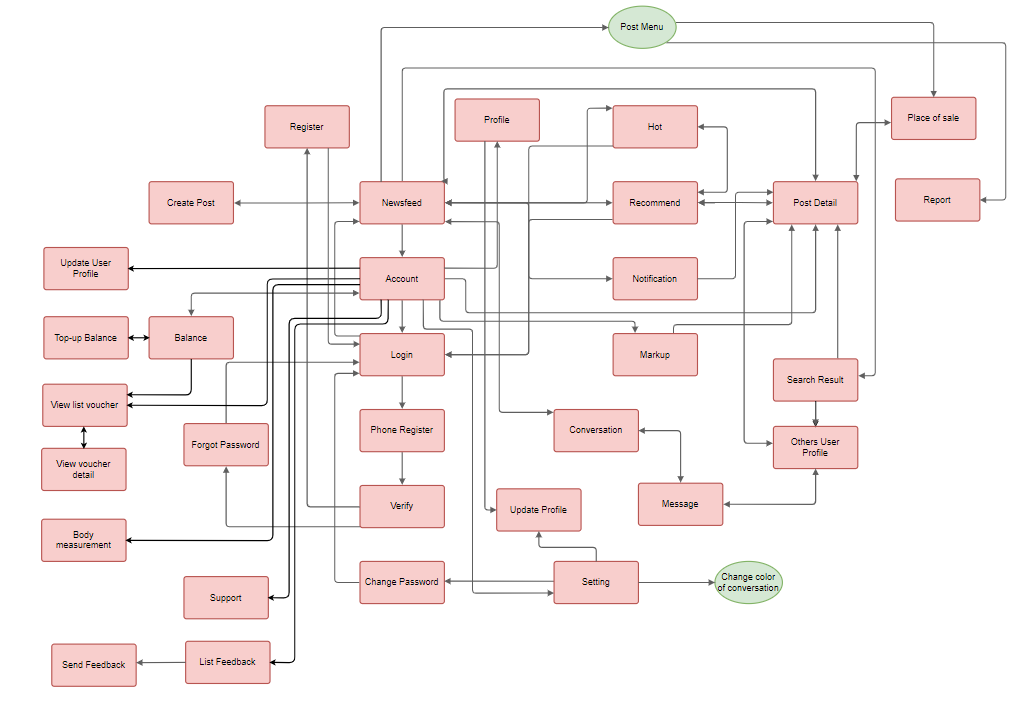 Post Menu
Place of sale
Profile
Hot
Register
Report
Create Post
Newsfeed
Recommend
Post Detail
Update User
Profile
Account
Notification
Top-up Balance
Balance
Login
Markup
Search Result
View list voucher
Forgot Password
Phone Register
Conversation
Others User
Profile
View voucher
detail
Verify
Update Profile
Message
Body
measurement
Change Password
Setting
Change color
of conversation
Support
Send Feedback
List Feedback